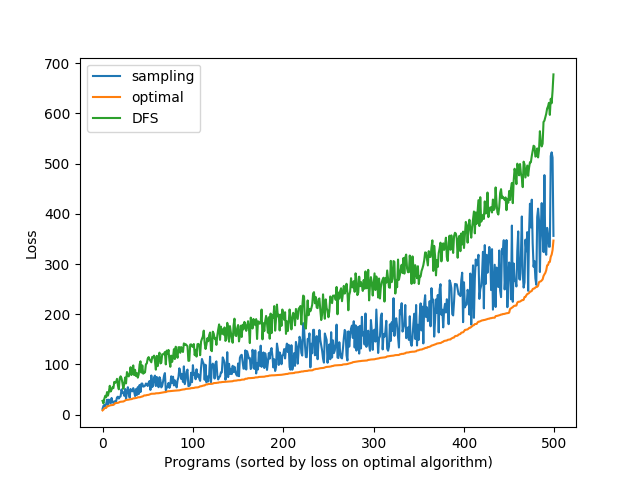 700
600
500
400
300
200
100
0
Loss
sampling
optimal
DFS
0 100 200 300 400 500
Programs (sorted by loss on optimal algorithm)